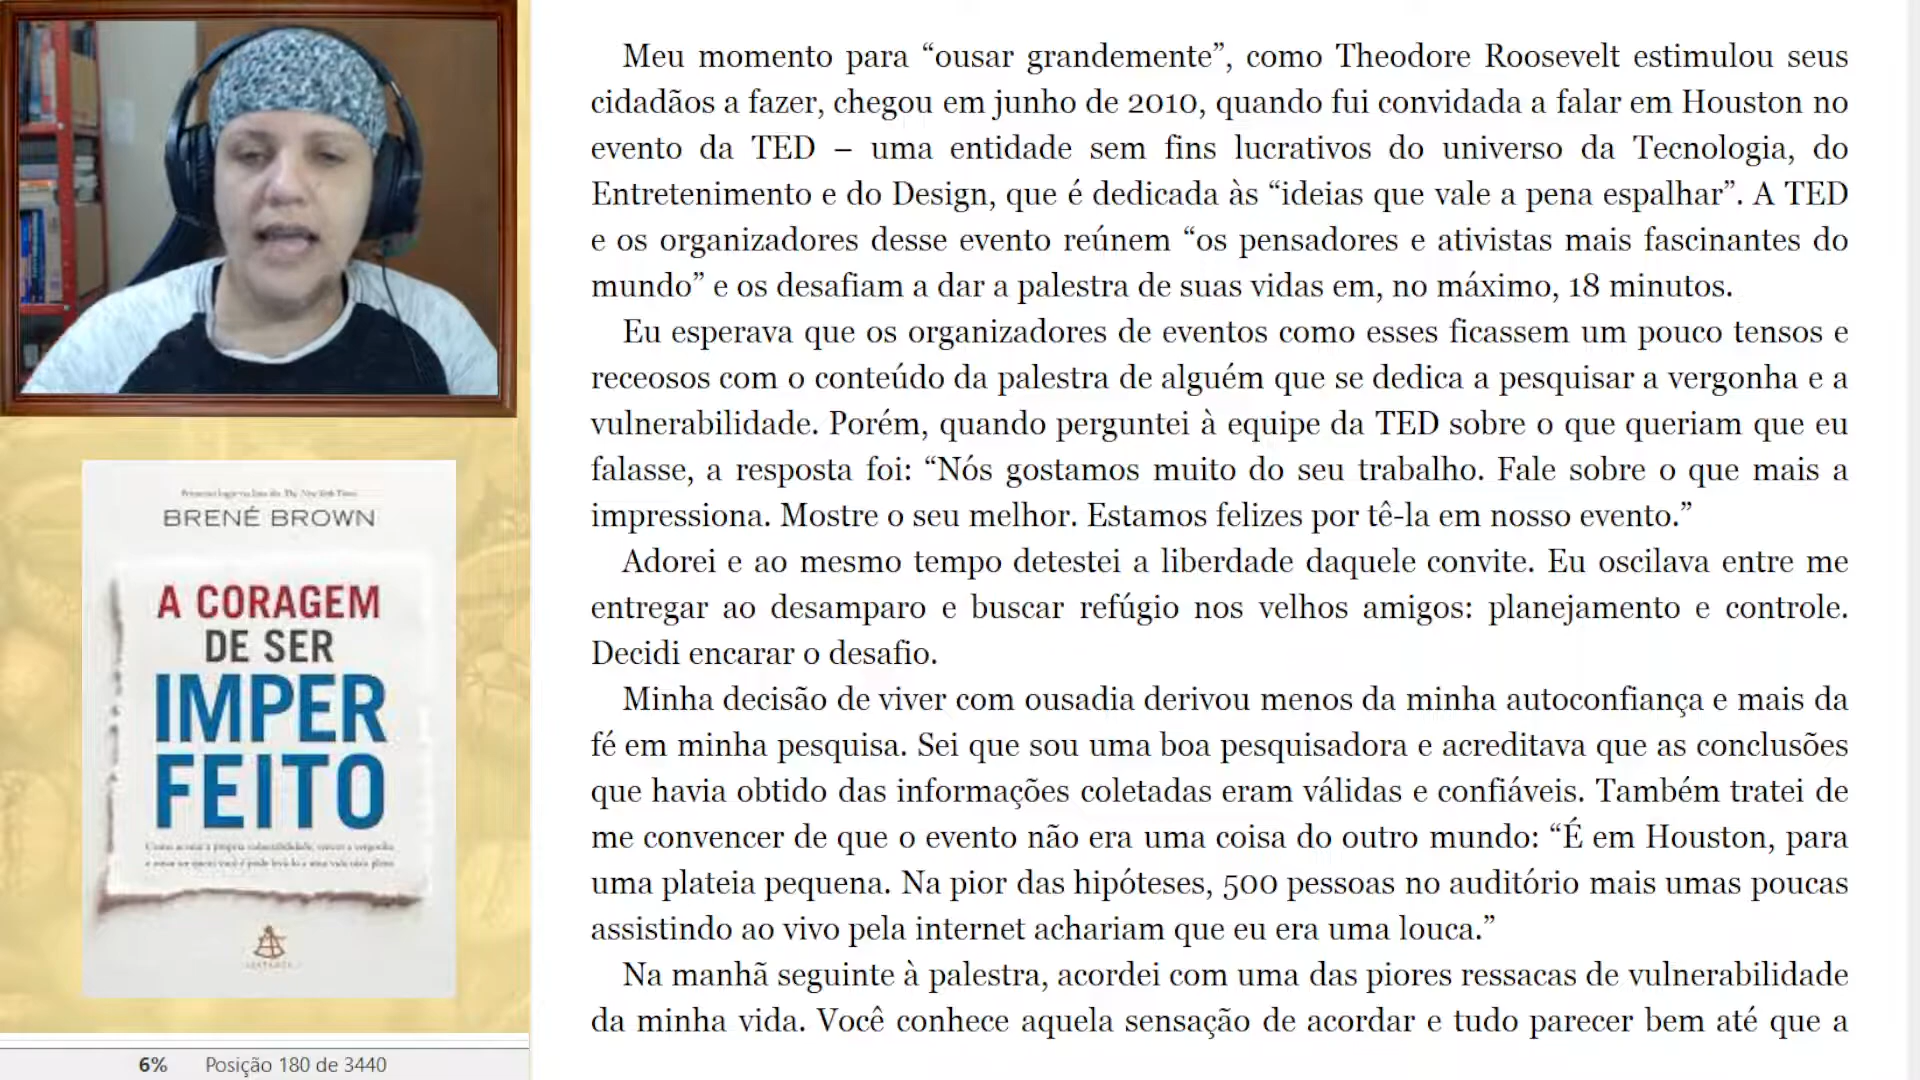 Meu momento para “ousar grandemente”, como Theodore Roosevelt estimulou seus
cidadãos a fazer, chegou em junho de 2010, quando fui convidada a falar em Houston no
evento da TED – uma entidade sem fins lucrativos do universo da Tecnologia, do
Entretenimento e do Design, que é dedicada às “ideias que vale a pena espalhar”. A TED
e os organizadores desse evento reúnem “os pensadores e ativistas mais fascinantes do
mundo” e os desafiam a dar a palestra de suas vidas em, no máximo, 18 minutos.
Eu esperava que os organizadores de eventos como esses ficassem um pouco tensos e
receosos com o conteúdo da palestra de alguém que se dedica a pesquisar a vergonha e a
vulnerabilidade. Porém, quando perguntei à equipe da TED sobre o que queriam que eu
falasse, a resposta foi: “Nós gostamos muito do seu trabalho. Fale sobre o que mais a
impressiona. Mostre o seu melhor. Estamos felizes por tê-la em nosso evento.”
Adorei e ao mesmo tempo detestei a liberdade daquele convite. Eu oscilava entre me
entregar ao desamparo e buscar refúgio nos velhos amigos: planejamento e controle.
Decidi encarar o desafio.
Minha decisão de viver com ousadia derivou menos da minha autoconfiança e mais da
fé em minha pesquisa. Sei que sou uma boa pesquisadora e acreditava que as conclusões
que havia obtido das informações coletadas eram válidas e confiáveis. Também tratei de
me convencer de que o evento não era uma coisa do outro mundo: “É em Houston, para
uma plateia pequena. Na pior das hipóteses, 500 pessoas no auditório mais umas poucas
assistindo ao vivo pela internet achariam que eu era uma louca.”
Na manhã seguinte à palestra, acordei com uma das piores ressacas de vulnerabilidade
da minha vida. Você conhece aquela sensação de acordar e tudo parecer bem até que a
BRENÉ BROWN
A CORAGEM
DE SER
IMPER
FEITO
6% Posição 180 de 3440